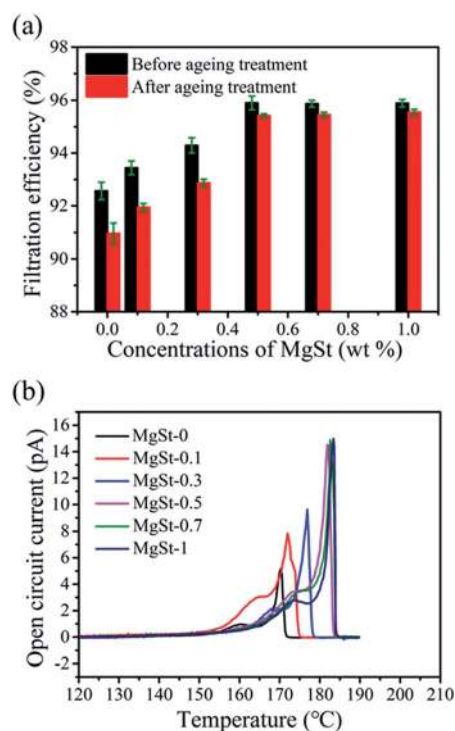 (a)
98
96
94
92
90
88
Filtration efficiency (%)
Before ageing treatment
After ageing treatment
0.0 0.2 0.4 0.6 0.8 1.0
Concentrations of MgSt (wt %)
(b)
16
14
12
10
8
6
4
2
0
-2
Open circuit current (pA)
MgSt-0
MgSt-0.1
MgSt-0.3
MgSt-0.5
MgSt-0.7
MgSt-1
120 130 140 150 160 170 180 190 200 210
Temperature (°C)